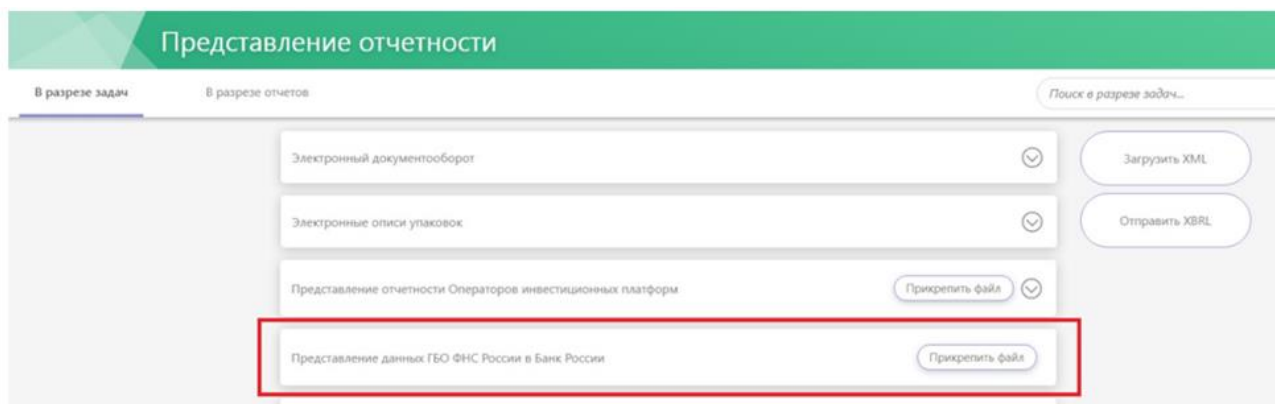 Представление отчетности
В разрезе задач
В разрезе отчетов
Поиск в разрезе задач...
Электронный документооборот
Загрузить XML
Электронные описи упаковок
Отправить XBRL
Представление отчетности Операторов инвестиционных платформ
Прикрепить файл
Представление данных ГБО ФНС России в Банк России
Прикрепить файл